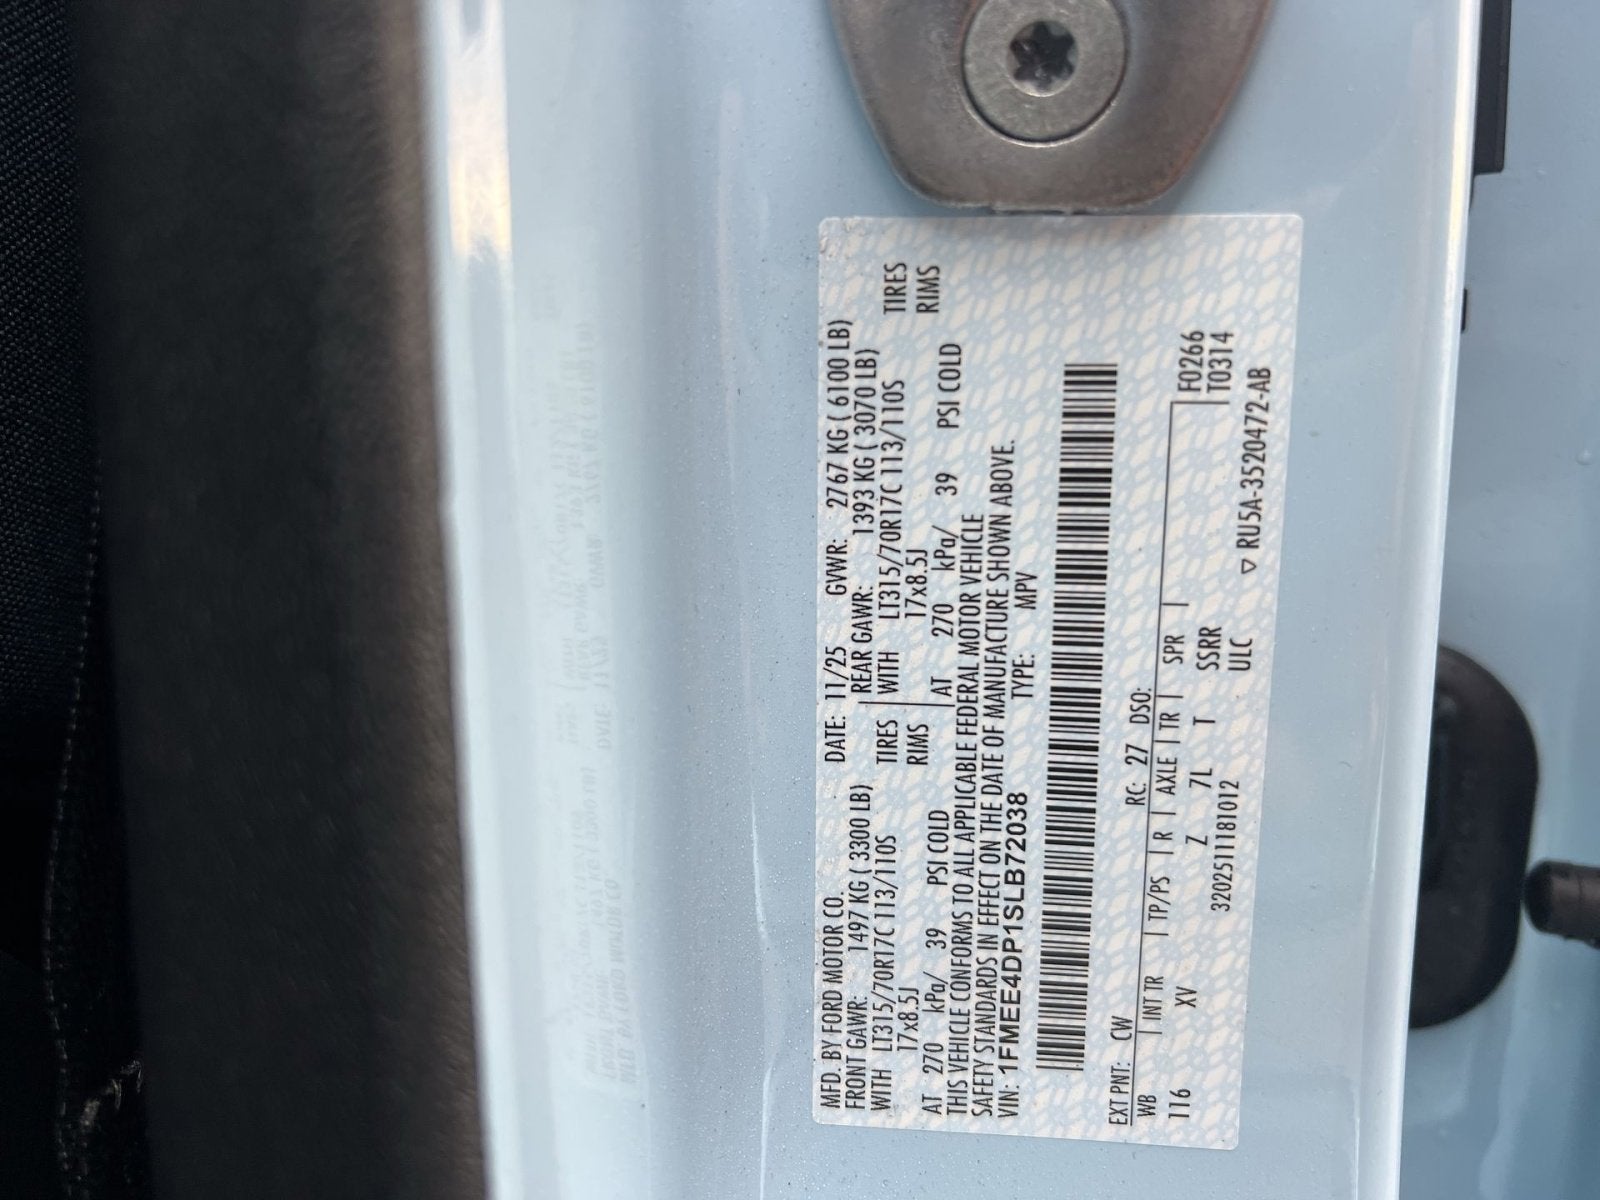 MFD. BY FORD MOTOR CO. DATE: 11/25 GVWR: 2767 KG ( 6100 LB)
FRONT GAWR: 1497 KG ( 3300 LB) REAR GAWR: 1393 KG ( 3070 LB)
WITH LT315/70R17C 113/110S TIRES WITH LT315/70R17C 113/110S TIRES
17x8.5J RIMS 17x8.5J RIMS
AT 270 kPa/ 39 PSI COLD AT 270 kPa/ 39 PSI COLD
THIS VEHICLE CONFORMS TO ALL APPLICABLE FEDERAL MOTOR VEHICLE
SAFETY STANDARDS IN EFFECT ON THE DATE OF MANUFACTURE SHOWN ABOVE.
VIN: 1FMEE4DP1SLB72038 TYPE: MPV
EXT PNT: CW RC: 27 DSO:
WB INT TR TP/PS R AXLE TR SPR F0266
116 XV Z 7L T SSRR T0314
3202511181012 ULC ▽ RU5A-3520472-AB